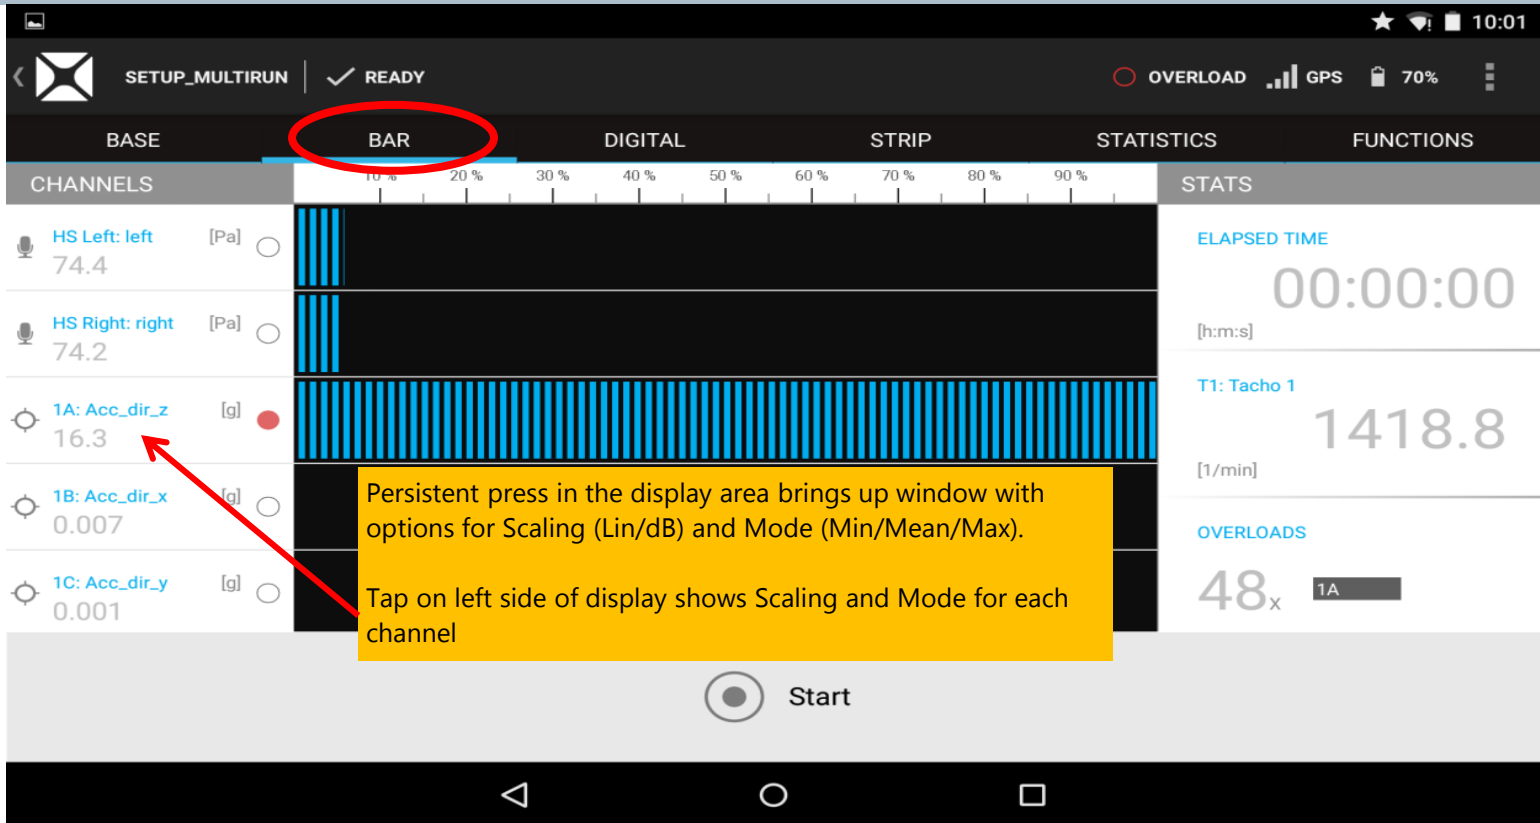 10:01
SETUP_MULTIRUN READY OVERLOAD GPS 70%
BASE BAR DIGITAL STRIP STATISTICS FUNCTIONS
CHANNELS
10 % 20 % 30 % 40 % 50 % 60 % 70 % 80 % 90 %
HS Left: left [Pa]
74.4
HS Right: right [Pa]
74.2
1A: Acc_dir_z [g]
16.3
1B: Acc_dir_x [g]
0.007
1C: Acc_dir_y [g]
0.001
Persistent press in the display area brings up window with
options for Scaling (Lin/dB) and Mode (Min/Mean/Max).
Tap on left side of display shows Scaling and Mode for each
channel
STATS
ELAPSED TIME
00:00:00
[h:m:s]
T1: Tacho 1
1418.8
[1/min]
OVERLOADS
48x 1A
Start